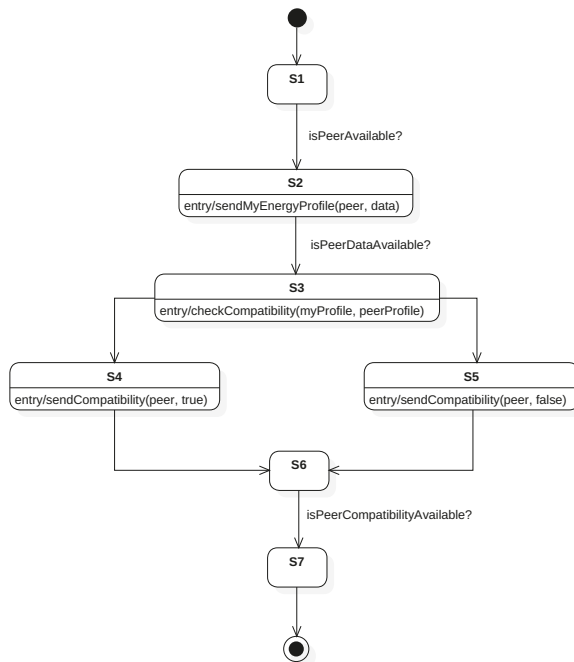 S1
isPeerAvailable?
S2
entry/sendMyEnergyProfile(peer, data)
isPeerDataAvailable?
S3
entry/checkCompatibility(myProfile, peerProfile)
S4
entry/sendCompatibility(peer, true)
S5
entry/sendCompatibility(peer, false)
S6
isPeerCompatibilityAvailable?
S7